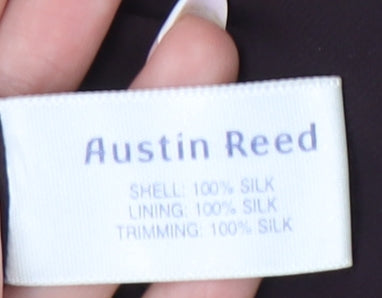 Austin Reed
SHELL: 100% SILK
LINING: 100% SILK
TRIMMING: 100% SILK